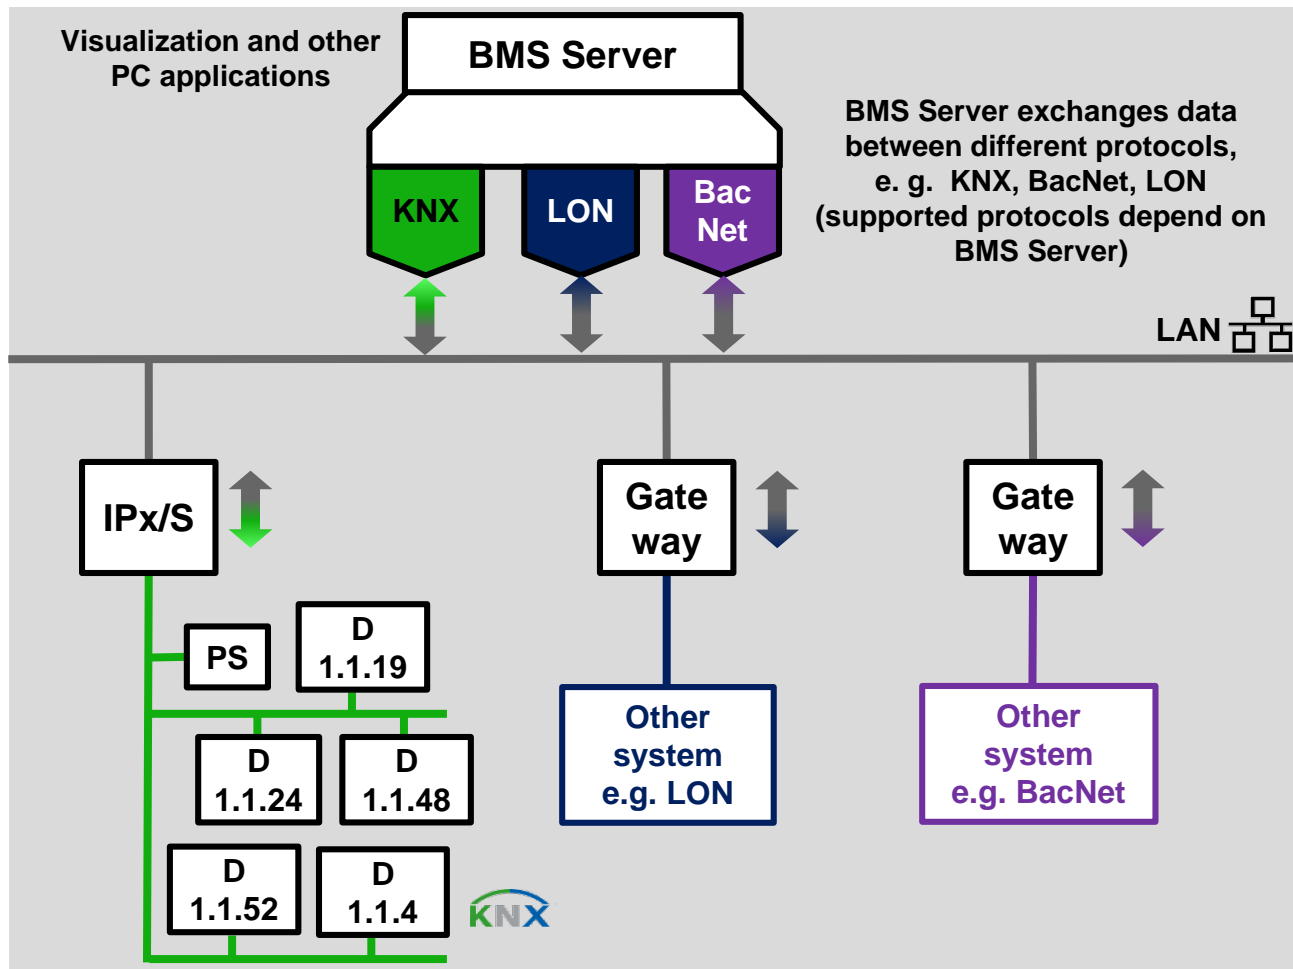 Visualization and other
PC applications
BMS Server
BMS Server exchanges data
between different protocols,
e. g. KNX, BacNet, LON
(supported protocols depend on
BMS Server)
KNX
LON
Bac
Net
LAN
IPx/S
Gate
way
Gate
way
PS
D
1.1.19
D
1.1.24
D
1.1.48
D
1.1.52
D
1.1.4
KNX
Other
system
e.g. LON
Other
system
e.g. BacNet